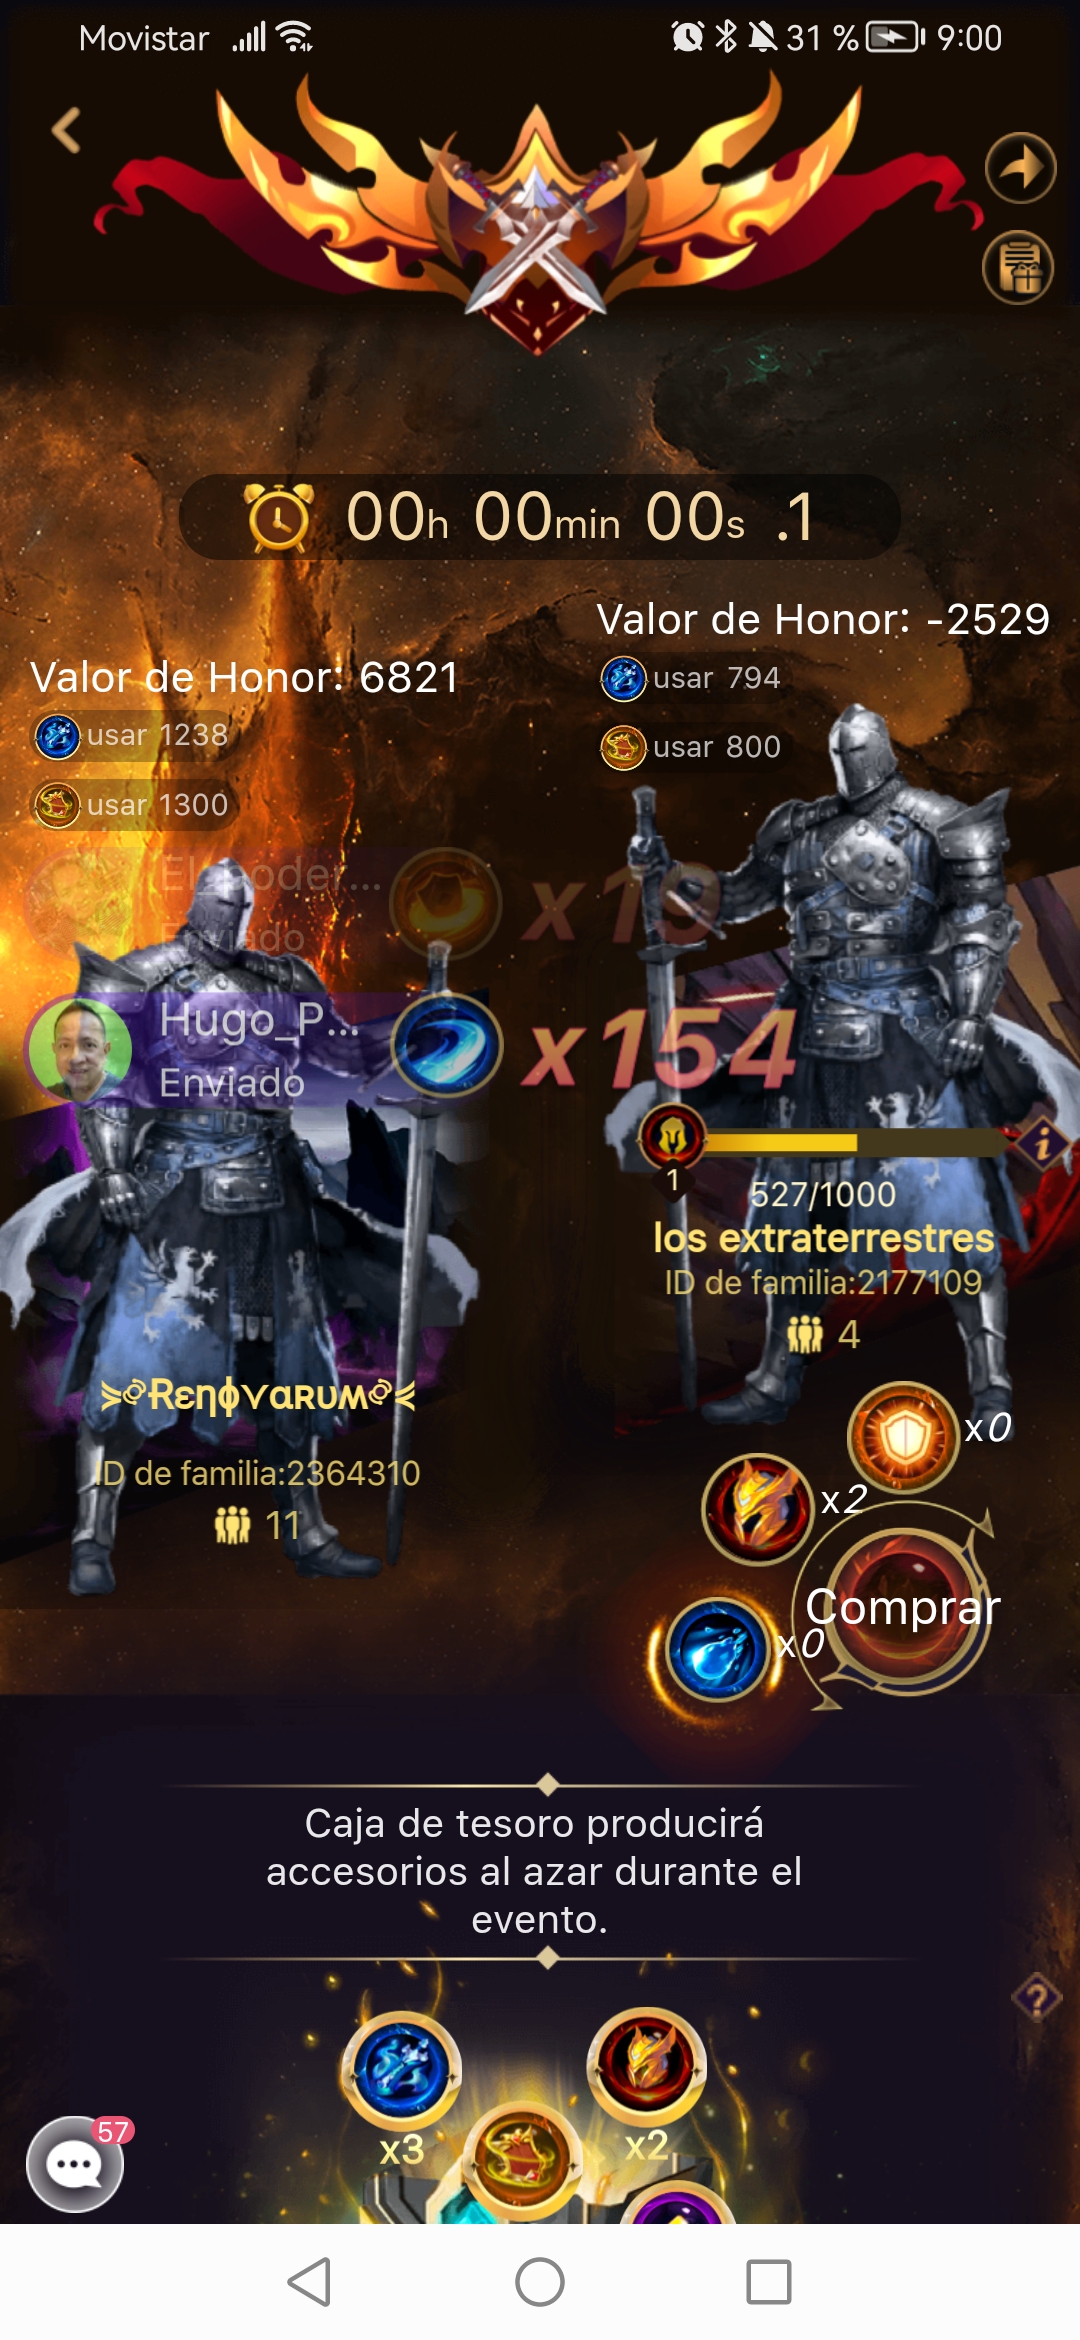 Movistar 31 % 9:00
00h 00min 00s .1
Valor de Honor: -2529
usar 794
usar 800
Valor de Honor: 6821
usar 1238
usar 1300
El_poder...
Enviado
x19
Hugo_P...
Enviado
x154
1
527/1000
los extraterrestres
ID de familia:2177109
4
ID de familia:2364310
11
x0
x2
Comprar
x0
Caja de tesoro producirá
accesorios al azar durante el
evento.
x3
x2
57